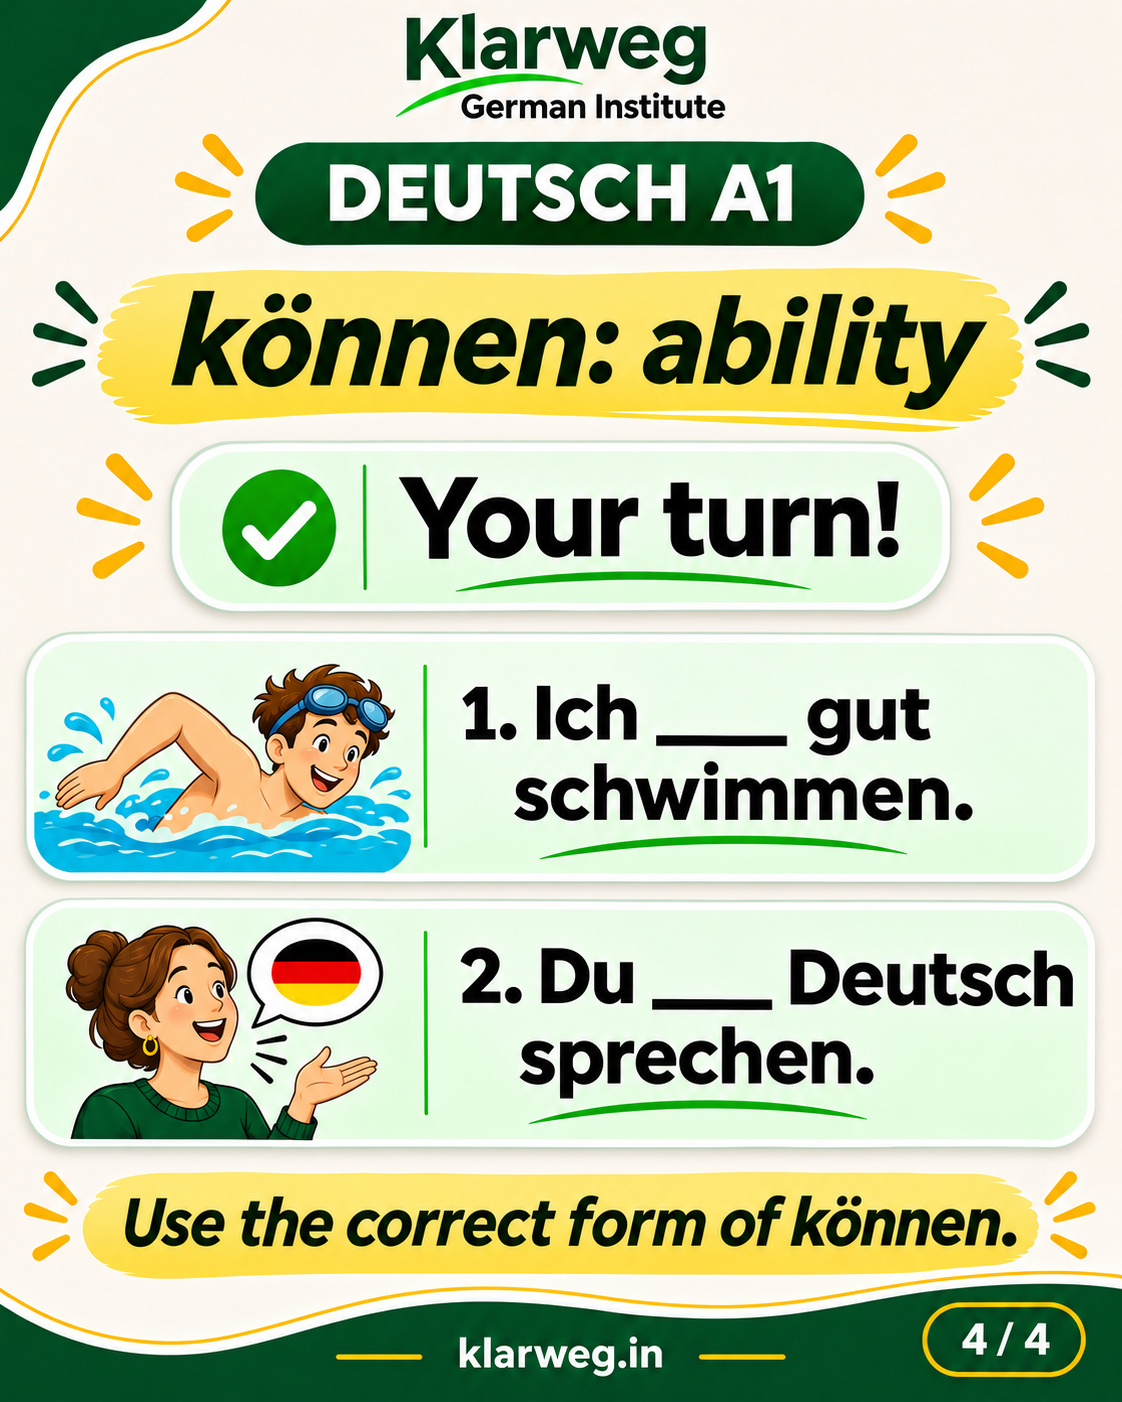 Klarweg
German Institute
DEUTSCH A1
können: ability
Your turn!
1. Ich ___ gut
schwimmen.
2. Du ___ Deutsch
sprechen.
Use the correct form of können.
klarweg.in
4 / 4